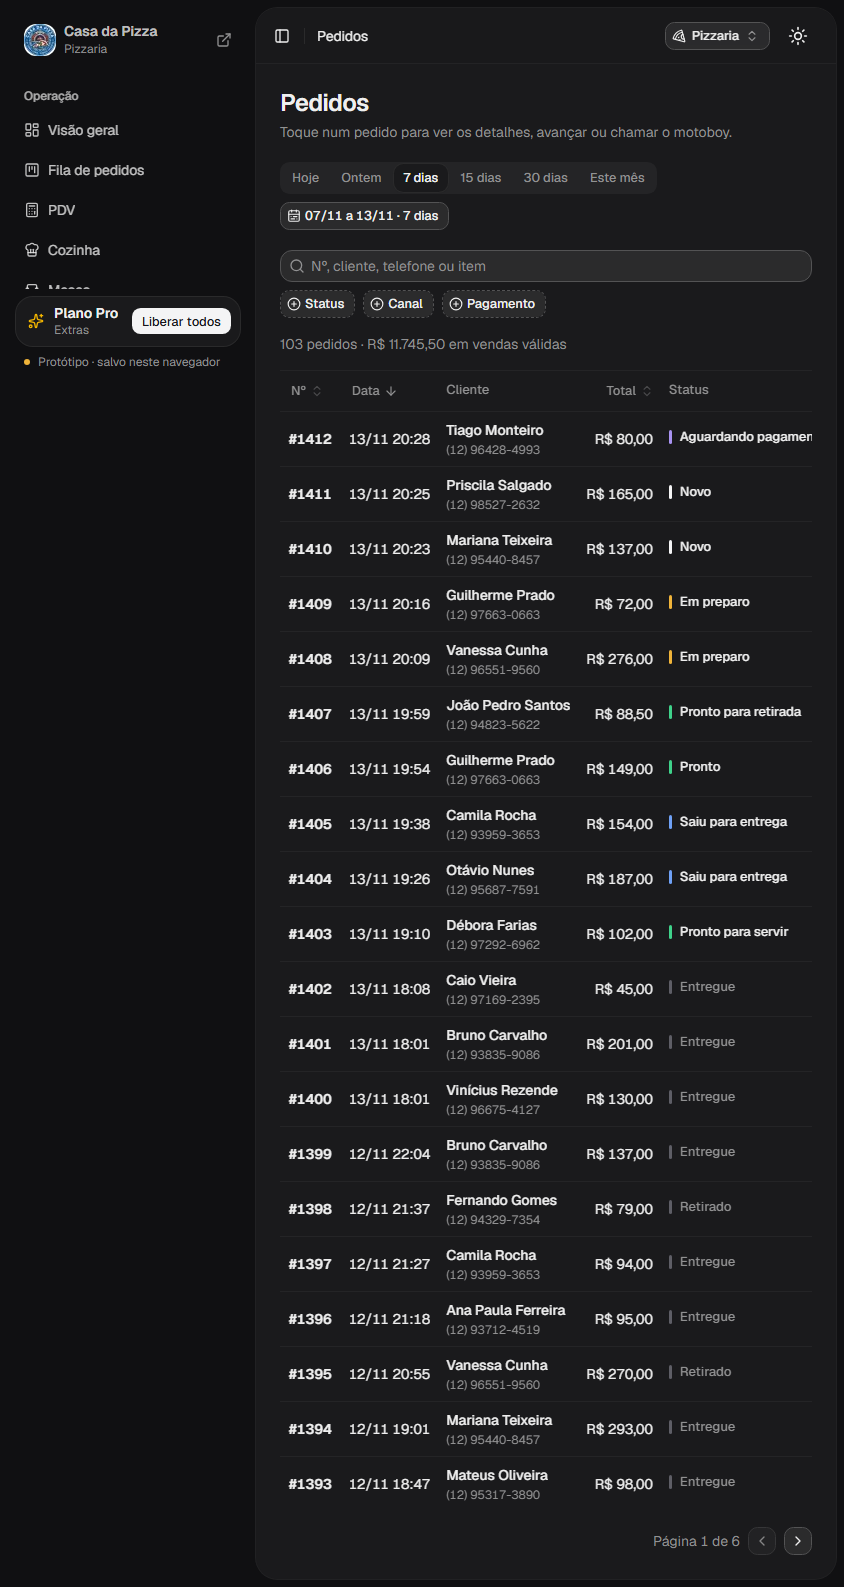 Casa da Pizza
Pizzaria
Operação
Visão geral
Fila de pedidos
PDV
Cozinha
Plano Pro
Extras
Liberar todos
Protótipo · salvo neste navegador
Pedidos
Pizzaria
Pedidos
Toque num pedido para ver os detalhes, avançar ou chamar o motoboy.
Hoje Ontem 7 dias 15 dias 30 dias Este mês
07/11 a 13/11 · 7 dias
Nº, cliente, telefone ou item
Status Canal Pagamento
103 pedidos · R$ 11.745,50 em vendas válidas
Nº Data Cliente Total Status
#1412 13/11 20:28 Tiago Monteiro R$ 80,00 Aguardando pagamen
(12) 96428-4993
#1411 13/11 20:25 Priscila Salgado R$ 165,00 Novo
(12) 98527-2632
#1410 13/11 20:23 Mariana Teixeira R$ 137,00 Novo
(12) 95440-8457
#1409 13/11 20:16 Guilherme Prado R$ 72,00 Em preparo
(12) 97663-0663
#1408 13/11 20:09 Vanessa Cunha R$ 276,00 Em preparo
(12) 96551-9560
#1407 13/11 19:59 João Pedro Santos R$ 88,50 Pronto para retirada
(12) 94823-5622
#1406 13/11 19:54 Guilherme Prado R$ 149,00 Pronto
(12) 97663-0663
#1405 13/11 19:38 Camila Rocha R$ 154,00 Saiu para entrega
(12) 93959-3653
#1404 13/11 19:26 Otávio Nunes R$ 187,00 Saiu para entrega
(12) 95687-7591
#1403 13/11 19:10 Débora Farias R$ 102,00 Pronto para servir
(12) 97292-6962
#1402 13/11 18:08 Caio Vieira R$ 45,00 Entregue
(12) 97169-2395
#1401 13/11 18:01 Bruno Carvalho R$ 201,00 Entregue
(12) 93835-9086
#1400 13/11 18:01 Vinícius Rezende R$ 130,00 Entregue
(12) 96675-4127
#1399 12/11 22:04 Bruno Carvalho R$ 137,00 Entregue
(12) 93835-9086
#1398 12/11 21:37 Fernando Gomes R$ 79,00 Retirado
(12) 94329-7354
#1397 12/11 21:27 Camila Rocha R$ 94,00 Entregue
(12) 93959-3653
#1396 12/11 21:18 Ana Paula Ferreira R$ 95,00 Entregue
(12) 93712-4519
#1395 12/11 20:55 Vanessa Cunha R$ 270,00 Retirado
(12) 96551-9560
#1394 12/11 19:01 Mariana Teixeira R$ 293,00 Entregue
(12) 95440-8457
#1393 12/11 18:47 Mateus Oliveira R$ 98,00 Entregue
(12) 95317-3890
Página 1 de 6